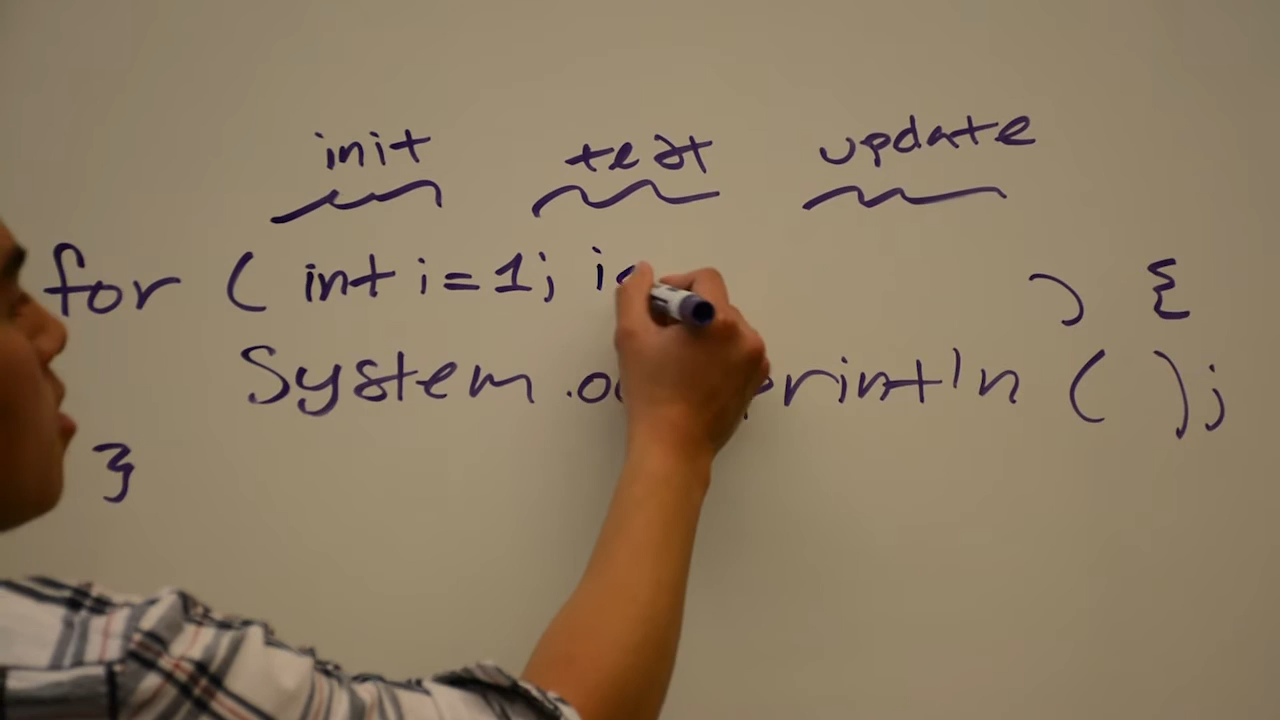 init test update
for ( int i=1; i ) {
System.o println ( );
}